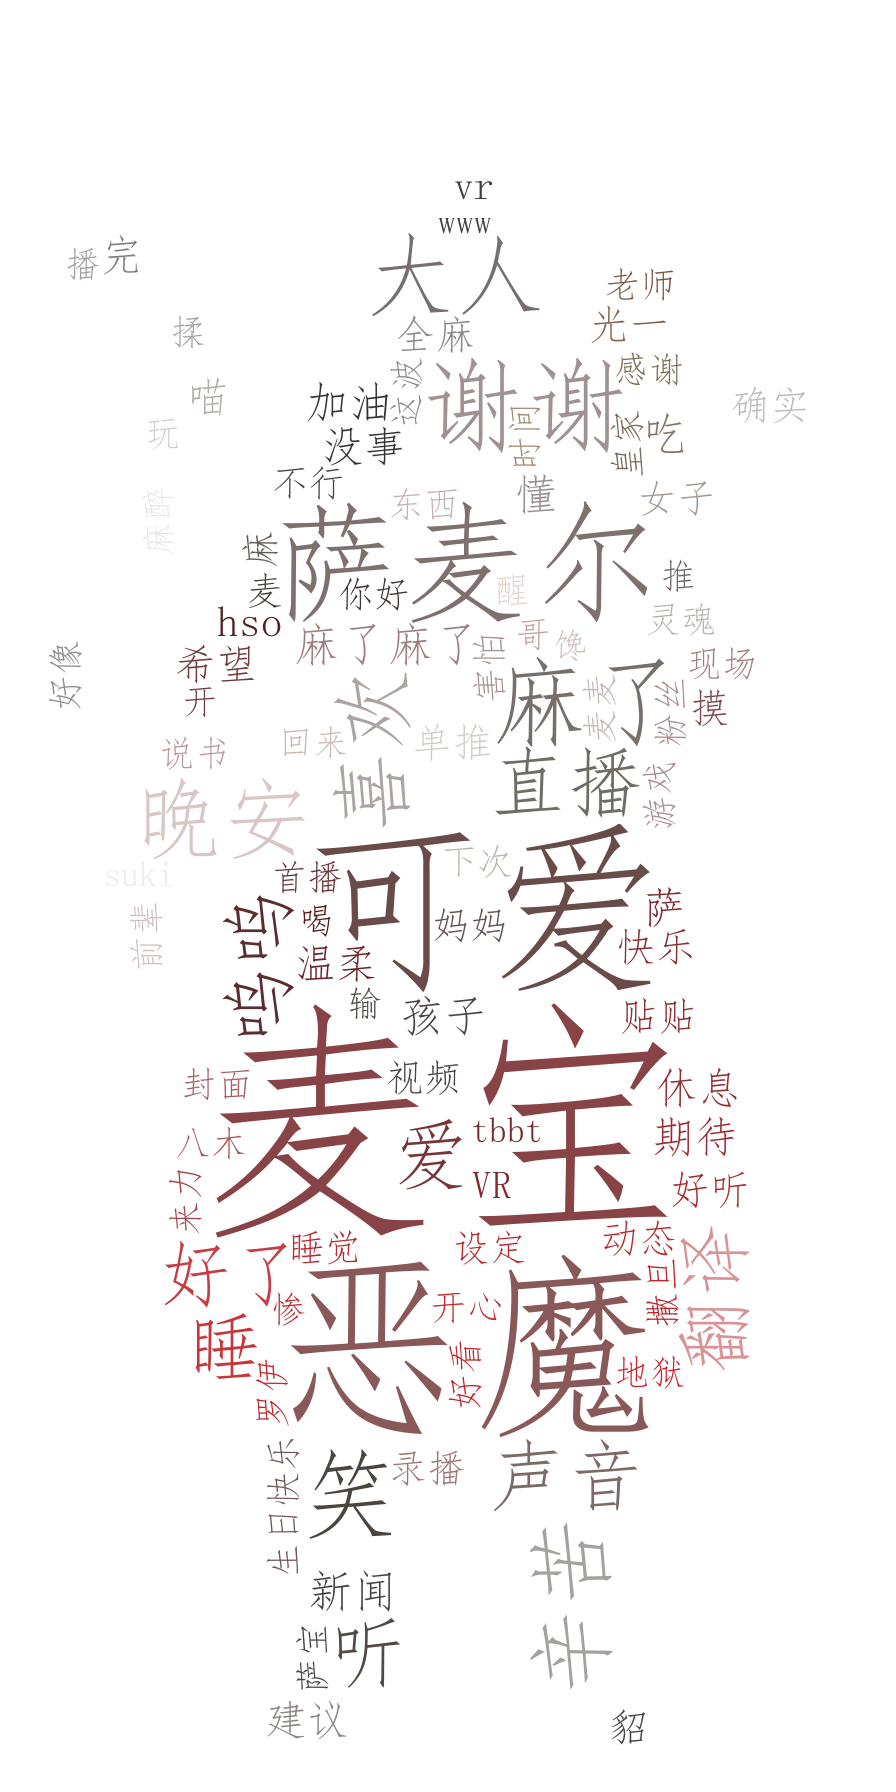 vr
www
大人
播完
老师
光一
揉
全麻
谢谢
这波
感谢
喵
加油
确实
时间
皇家
吃
玩
没事
不行
东西
懂
女子
麻醉
萨麦尔
麻
麦
你好
醒
推
hso
灵魂
麻了麻了
哥
馋
害怕
希望
好像
现场
开
喜欢
麻了
麦麦
粉丝
摸
说书
回来
单推
直播
游戏
晚安
可爱
下次
suki
首播
前辈
呜呜
喝
妈妈
萨
快乐
温柔
输
孩子
贴贴
麦宝
视频
封面
休息
八木
爱
tbbt
期待
来力
VR
好听
好了
睡觉
设定
动态
翻译
撒旦
恶魔
惨
开心
睡
好看
地狱
罗伊
生日快乐
笑
录播
声音
辛苦
新闻
听
萨宝
建议
貂